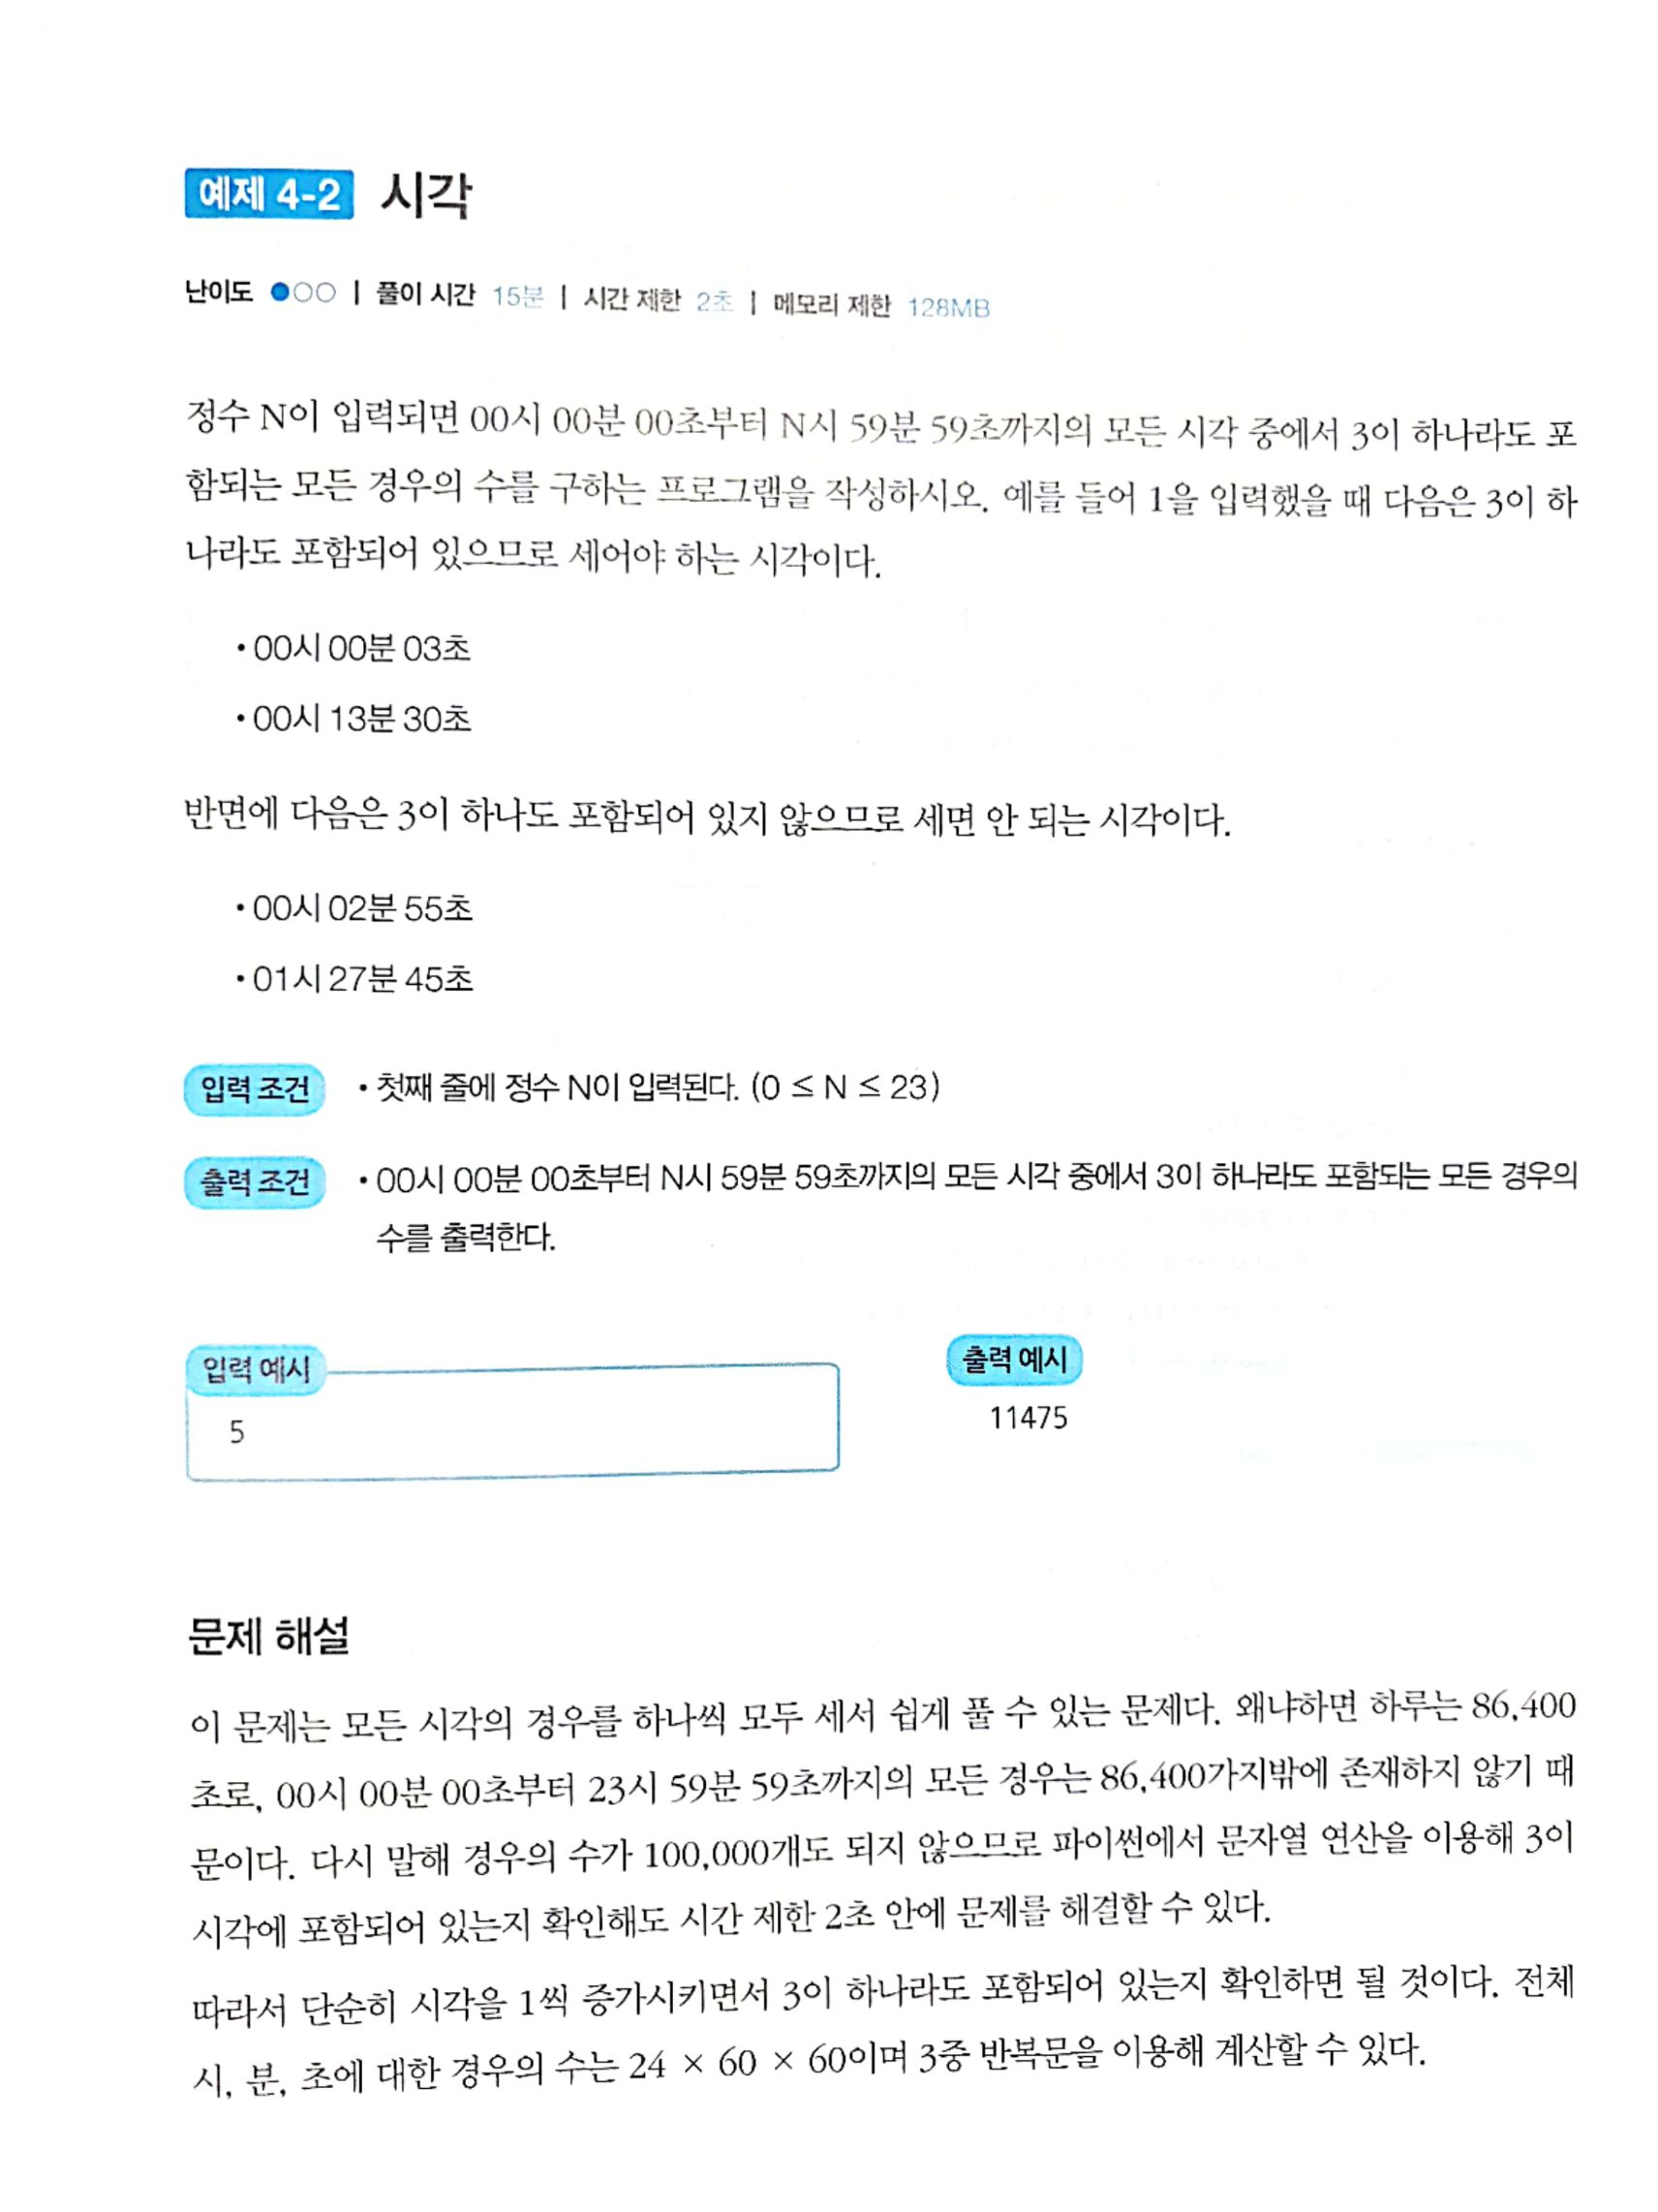 예제 4-2 시각
난이도 ●○○ | 풀이 시간 15분 | 시간 제한 2초 | 메모리 제한 128MB
정수 N이 입력되면 00시 00분 00초부터 N시 59분 59초까지의 모든 시각 중에서 3이 하나라도 포
함되는 모든 경우의 수를 구하는 프로그램을 작성하시오. 예를 들어 1을 입력했을 때 다음은 3이 하
나라도 포함되어 있으므로 세어야 하는 시각이다.
• 00시 00분 03초
• 00시 13분 30초
반면에 다음은 3이 하나도 포함되어 있지 않으므로 세면 안 되는 시각이다.
• 00시 02분 55초
• 01시 27분 45초
입력 조건 • 첫째 줄에 정수 N이 입력된다. (0 ≤ N ≤ 23)
출력 조건 • 00시 00분 00초부터 N시 59분 59초까지의 모든 시각 중에서 3이 하나라도 포함되는 모든 경우의
수를 출력한다.
입력 예시
5
출력 예시
11475
문제 해설
이 문제는 모든 시각의 경우를 하나씩 모두 세서 쉽게 풀 수 있는 문제다. 왜냐하면 하루는 86,400
초로, 00시 00분 00초부터 23시 59분 59초까지의 모든 경우는 86,400가지밖에 존재하지 않기 때
문이다. 다시 말해 경우의 수가 100,000개도 되지 않으므로 파이썬에서 문자열 연산을 이용해 3이
시각에 포함되어 있는지 확인해도 시간 제한 2초 안에 문제를 해결할 수 있다.
따라서 단순히 시각을 1씩 증가시키면서 3이 하나라도 포함되어 있는지 확인하면 될 것이다. 전체
시, 분, 초에 대한 경우의 수는 24 × 60 × 60이며 3중 반복문을 이용해 계산할 수 있다.